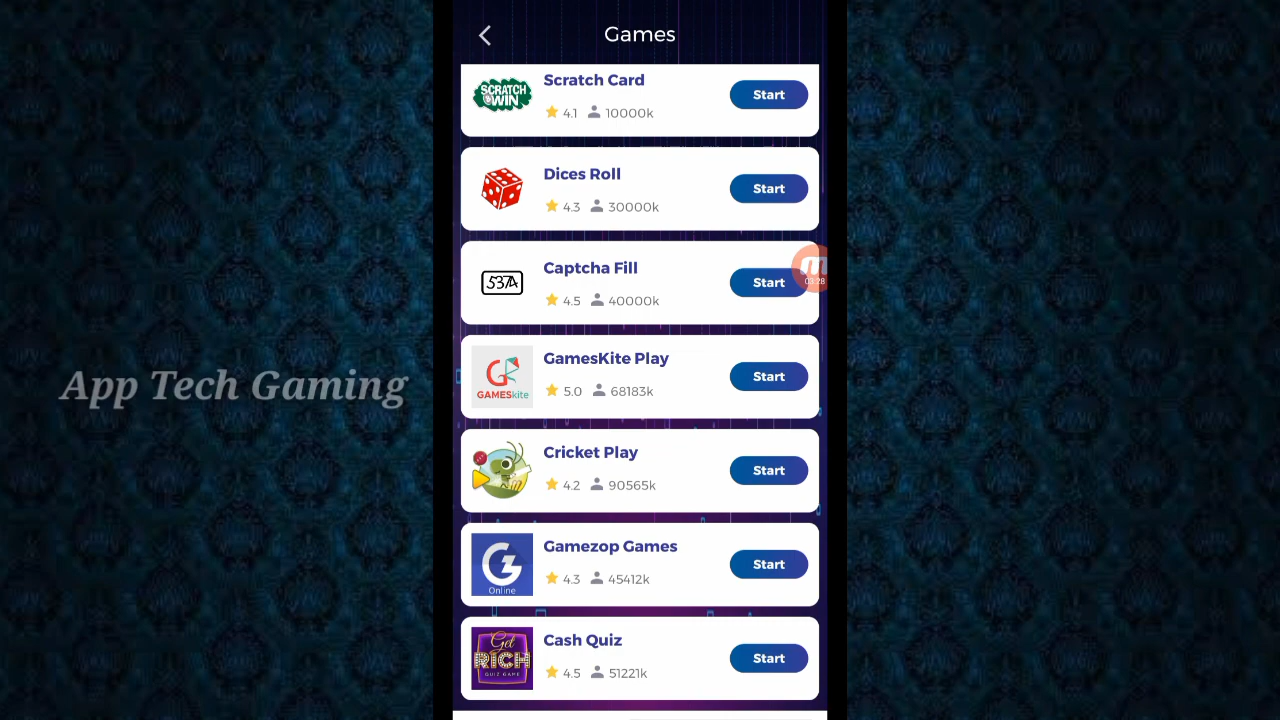 Games
SCRATCH
WIN
Scratch Card
4.1 10000k
Start
Dices Roll
4.3 30000k
Start
537A
Captcha Fill
4.5 40000k
Start
03:28
GAMESkite
GamesKite Play
5.0 68183k
Start
App Tech Gaming
Cricket Play
4.2 90565k
Start
Online
Gamezop Games
4.3 45412k
Start
Get
RICH
QUIZ GAME
Cash Quiz
4.5 51221k
Start